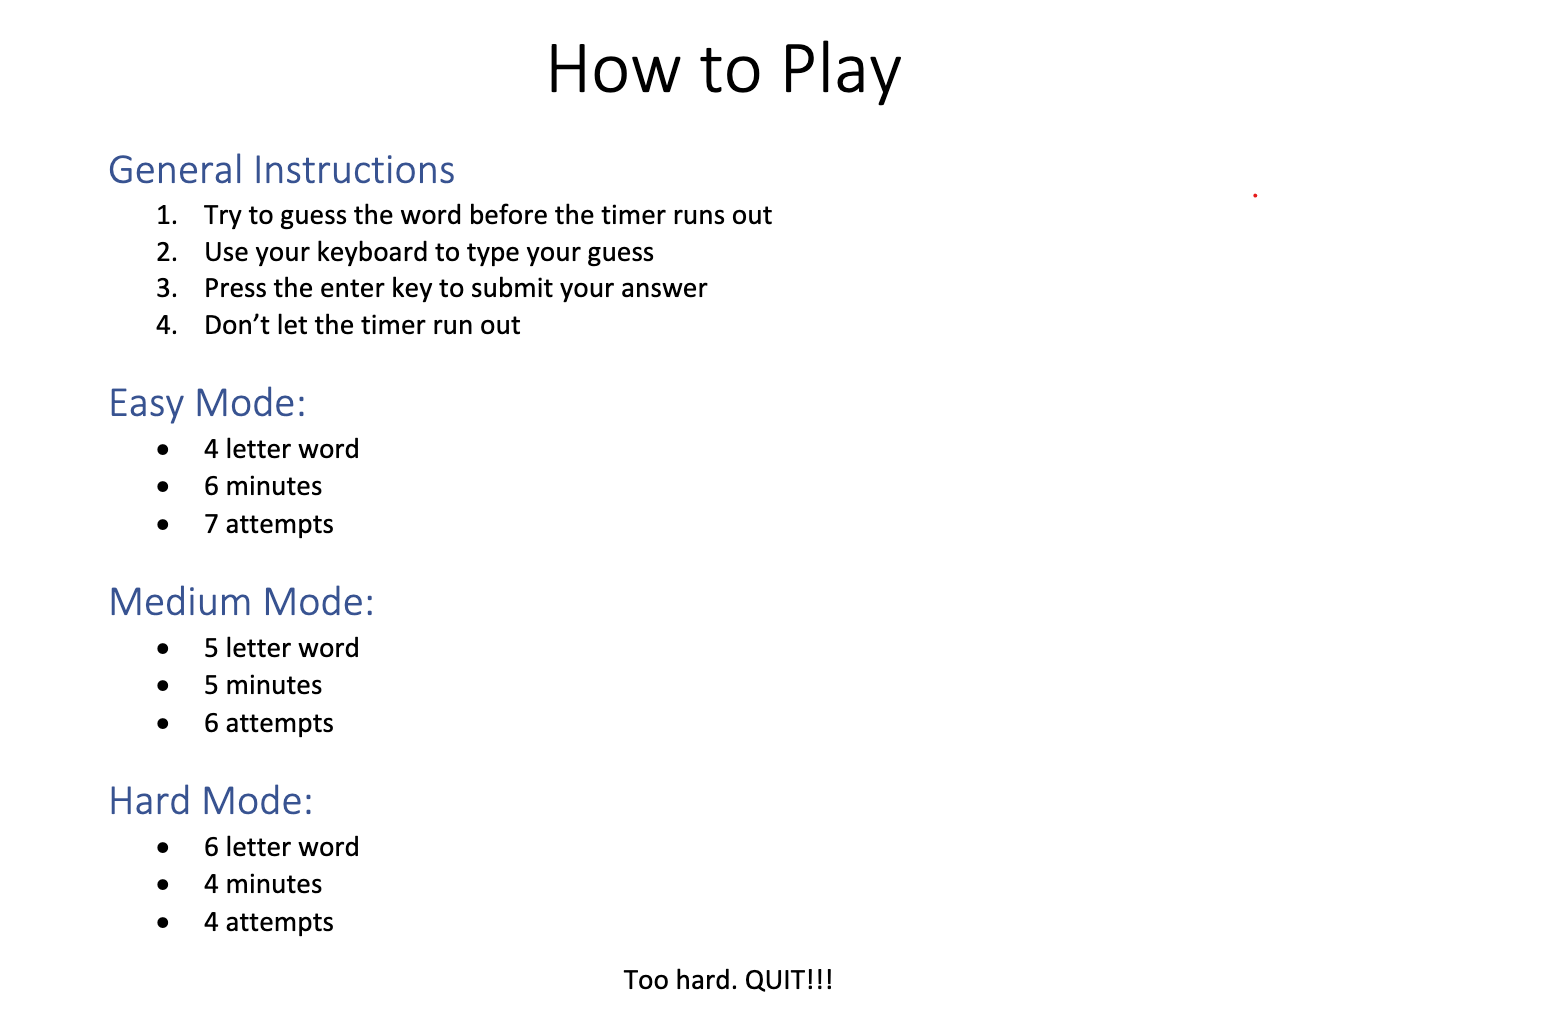 How to Play
General Instructions
1. Try to guess the word before the timer runs out
2. Use your keyboard to type your guess
3. Press the enter key to submit your answer
4. Don’t let the timer run out
Easy Mode:
• 4 letter word
• 6 minutes
• 7 attempts
Medium Mode:
• 5 letter word
• 5 minutes
• 6 attempts
Hard Mode:
• 6 letter word
• 4 minutes
• 4 attempts
Too hard. QUIT!!!